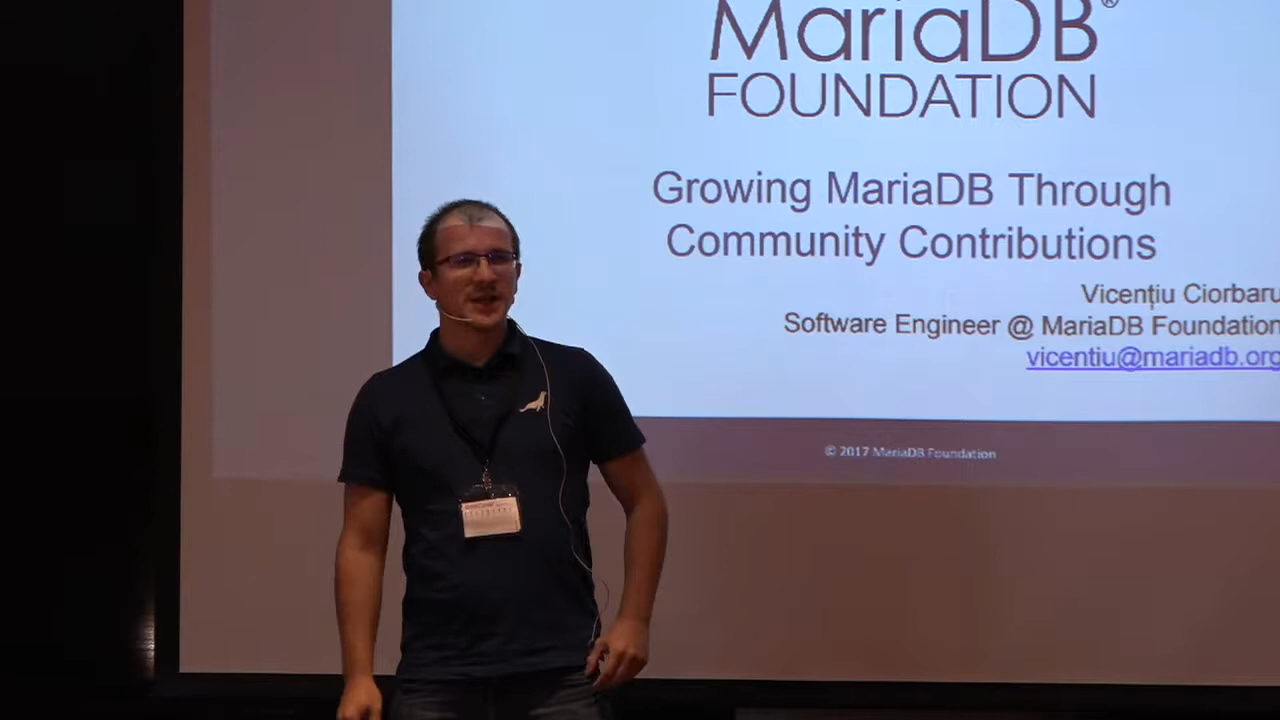 MariaDB®
FOUNDATION
Growing MariaDB Through
Community Contributions
Vicențiu Ciorbaru
Software Engineer @ MariaDB Foundation
vicentiu@mariadb.org
© 2017 MariaDB Foundation